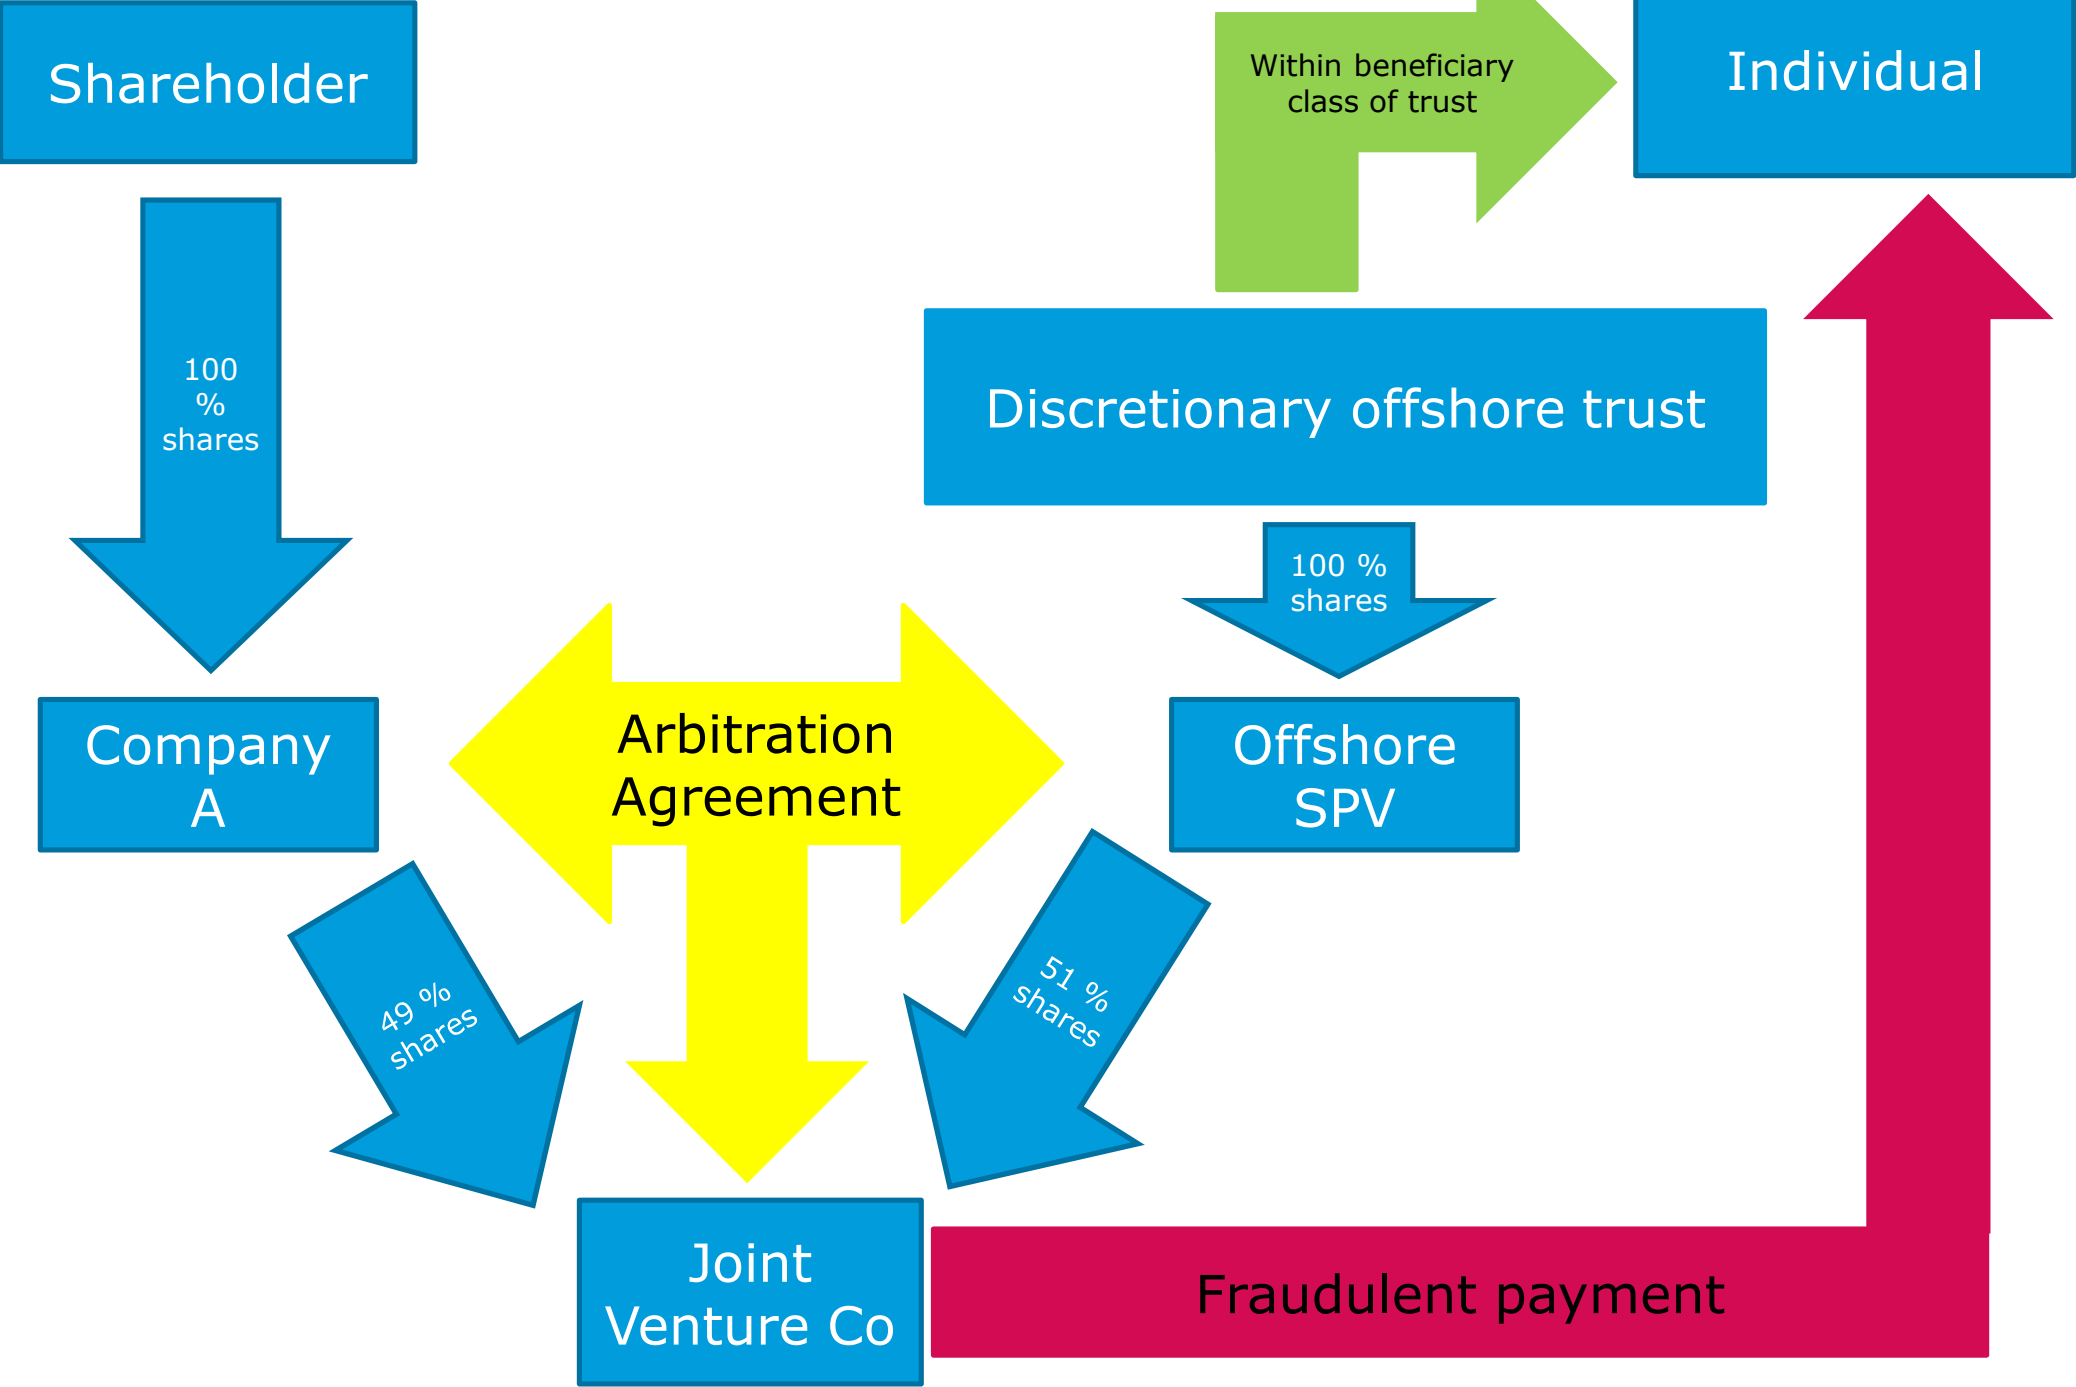 Shareholder
Within beneficiary
class of trust
Individual
100
%
shares
Discretionary offshore trust
100 %
shares
Company
A
Arbitration
Agreement
Offshore
SPV
49 %
shares
51 %
shares
Joint
Venture Co
Fraudulent payment